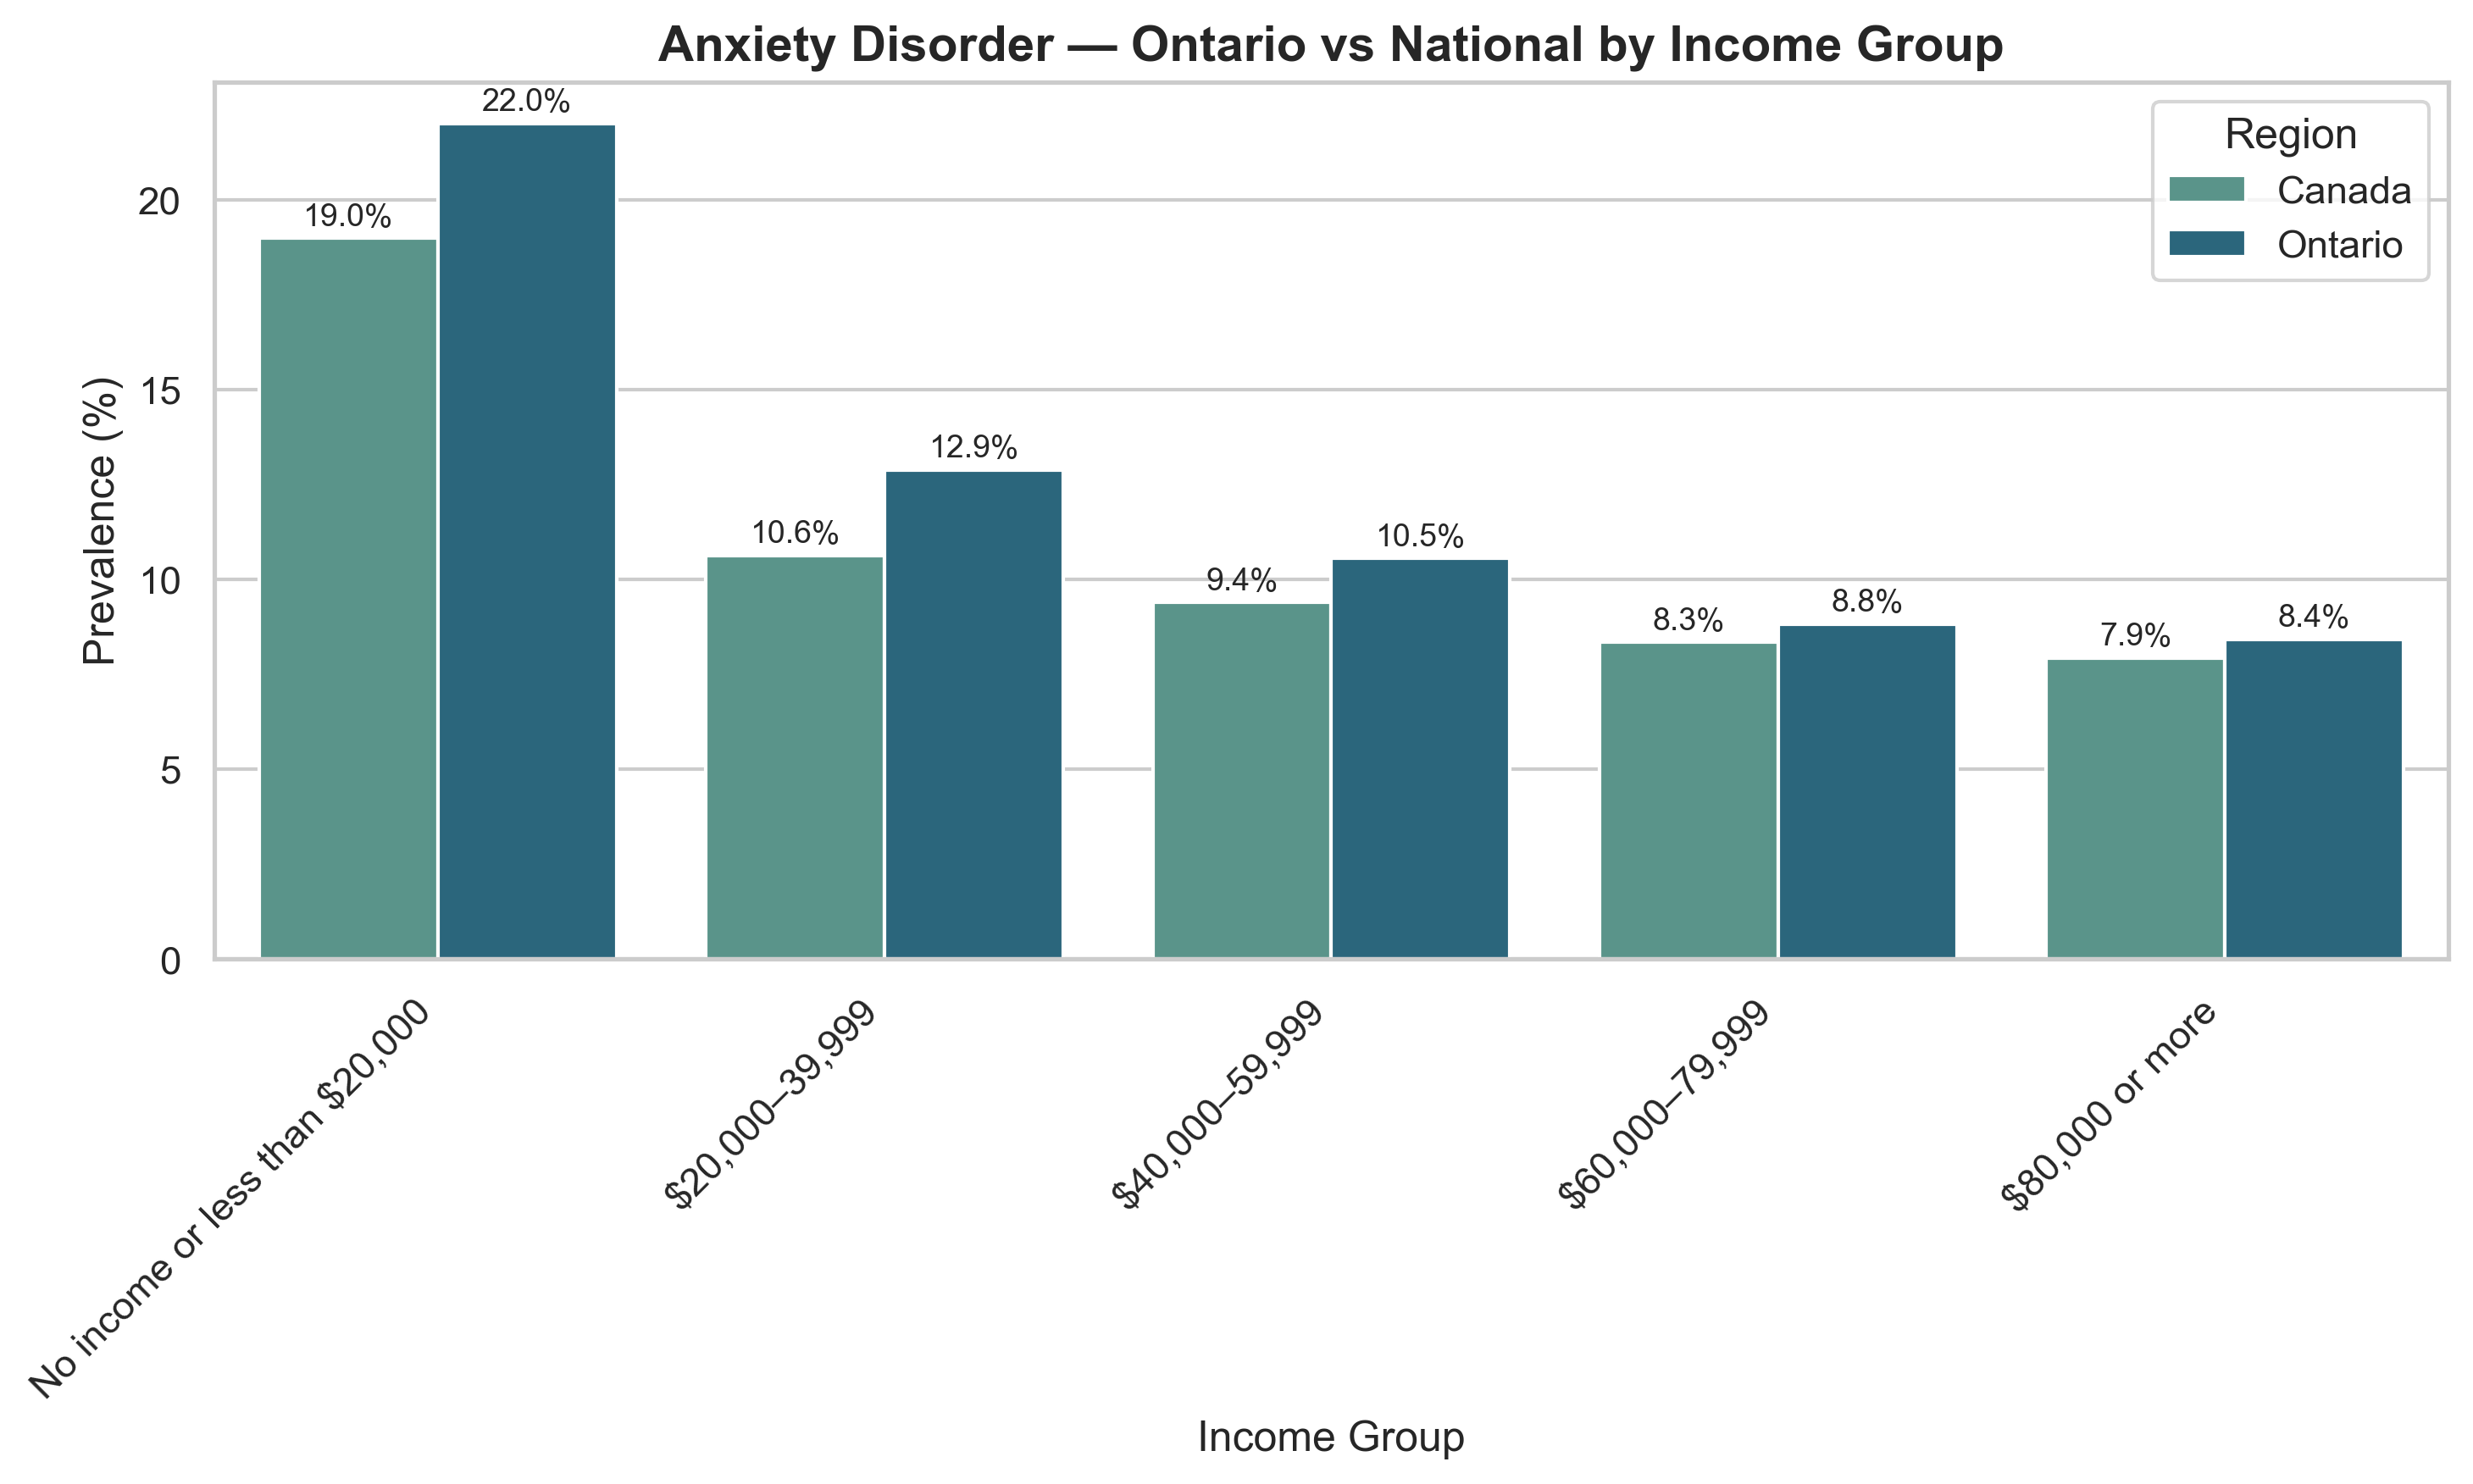 Anxiety Disorder — Ontario vs National by Income Group
Prevalence (%)
20
15
10
5
0
19.0%
22.0%
10.6%
12.9%
9.4%
10.5%
8.3%
8.8%
7.9%
8.4%
Region
Canada
Ontario
No income or less than $20,000
$20,000–39,999
$40,000–59,999
$60,000–79,999
$80,000 or more
Income Group